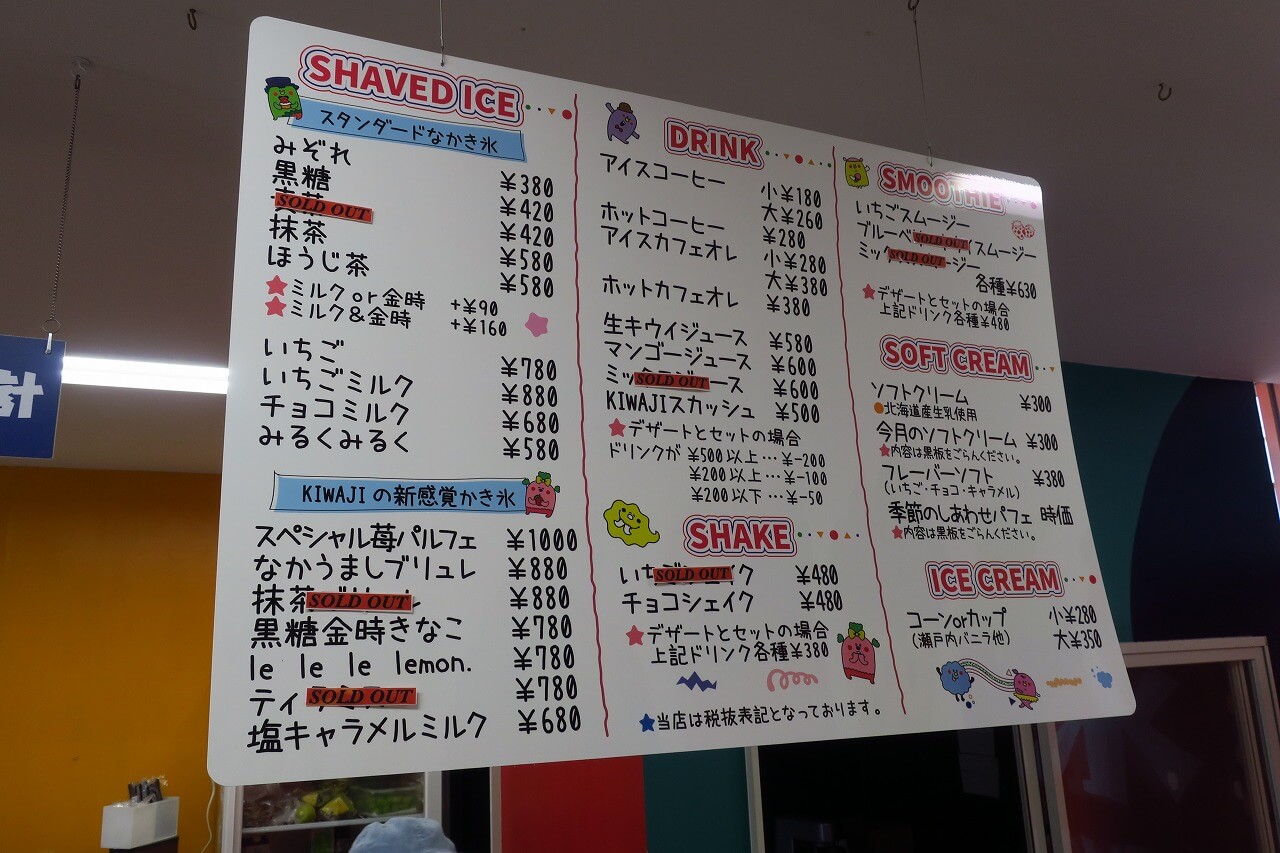 SHAVED ICE
スタンダードなかき氷
みぞれ ¥380
黒糖 ¥420
SOLD OUT ¥420
抹茶 ¥580
ほうじ茶 ¥580
★ミルクor金時 +¥90
★ミルク&金時 +¥160
いちご ¥780
いちごミルク ¥880
チョコミルク ¥680
みるくみるく ¥580
KIWAJIの新感覚かき氷
スペシャル苺パルフェ ¥1000
なかうましブリュレ ¥880
抹茶 SOLD OUT ¥880
黒糖金時きなこ ¥780
le le le lemon. ¥780
ティ SOLD OUT ¥780
塩キャラメルミルク ¥680
DRINK
アイスコーヒー 小¥180
大¥260
ホットコーヒー ¥280
アイスカフェオレ 小¥280
大¥380
ホットカフェオレ ¥380
生キウイジュース ¥580
マンゴージュース ¥600
ミッ SOLD OUT ース ¥600
KIWAJIスカッシュ ¥500
★デザートとセットの場合
ドリンクが ¥500以上…¥-200
¥200以上…¥-100
¥200以下…¥-50
SHAKE
いち SOLD OUT イク ¥480
チョコシェイク ¥480
★デザートとセットの場合
上記ドリンク各種¥380
★当店は税抜表記となっております。
SMOOTHIE
いちごスムージー
ブルーベ SOLD OUT イスムージー
ミッ SOLD OUT ージー
各種¥630
★デザートとセットの場合
上記ドリンク各種¥480
SOFT CREAM
ソフトクリーム ¥300
●北海道産生乳使用
今月のソフトクリーム ¥300
★内容は黒板をごらんください。
フレーバーソフト ¥380
(いちご・チョコ・キャラメル)
季節のしあわせパフェ 時価
★内容は黒板をごらんください。
ICE CREAM
コーンorカップ 小¥280
(瀬戸内バニラ他) 大¥350
計